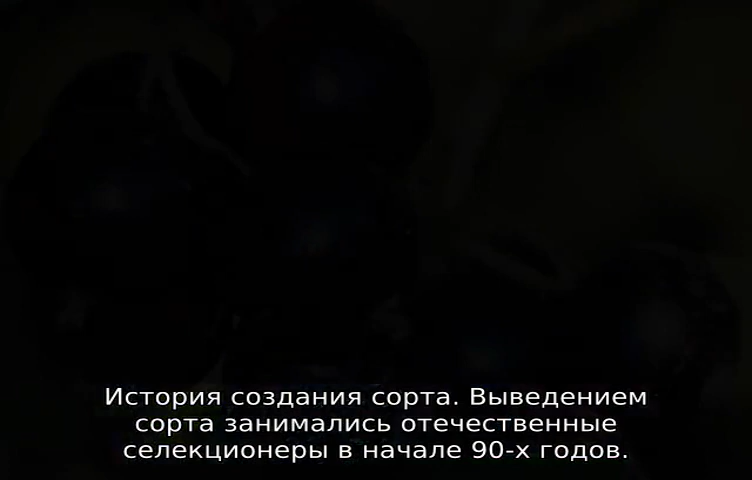 История создания сорта. Выведением
сорта занимались отечественные
селекционеры в начале 90-х годов.